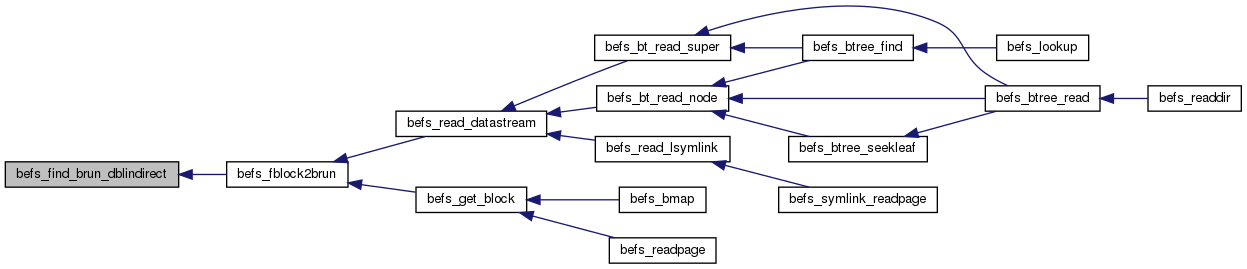 befs_find_brun_dblindirect
befs_fblock2brun
befs_read_datastream
befs_bt_read_super
befs_btree_find
befs_lookup
befs_bt_read_node
befs_btree_read
befs_readdir
befs_btree_seekleaf
befs_read_lsymlink
befs_symlink_readpage
befs_get_block
befs_bmap
befs_readpage